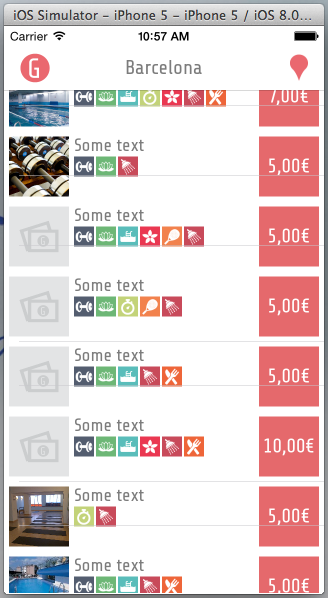 iOS Simulator – iPhone 5 – iPhone 5 / iOS 8.0...
Carrier 10:57 AM
G Barcelona
7,00€
Some text
5,00€
Some text
5,00€
Some text
5,00€
Some text
5,00€
Some text
10,00€
Some text
5,00€
Some text
5,00€